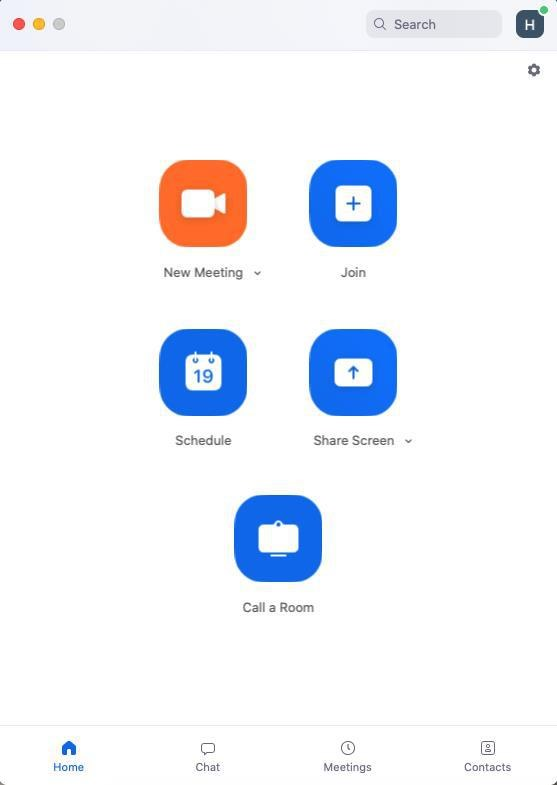 Search
H
New Meeting
Join
19
Schedule
Share Screen
Call a Room
Home
Chat
Meetings
Contacts